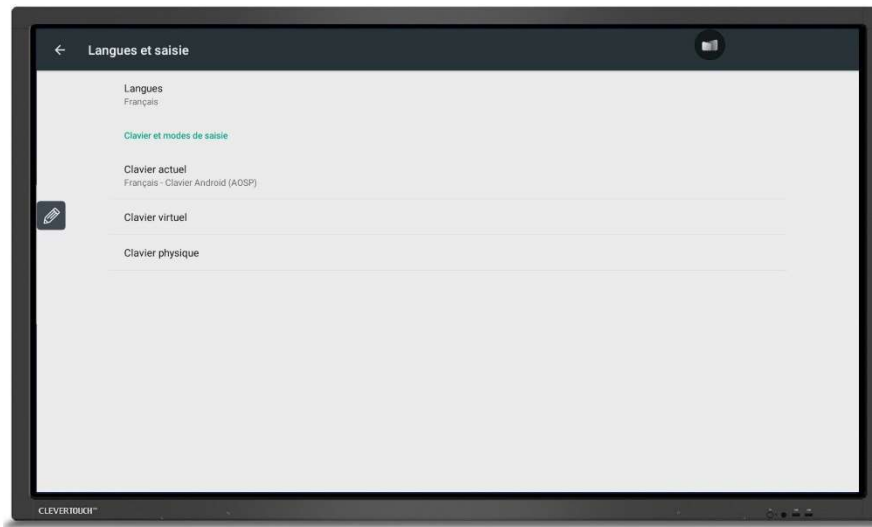 Langues et saisie
Langues
Français
Clavier et modes de saisie
Clavier actuel
Français - Clavier Android (AOSP)
Clavier virtuel
Clavier physique
CLEVERTOUCH™